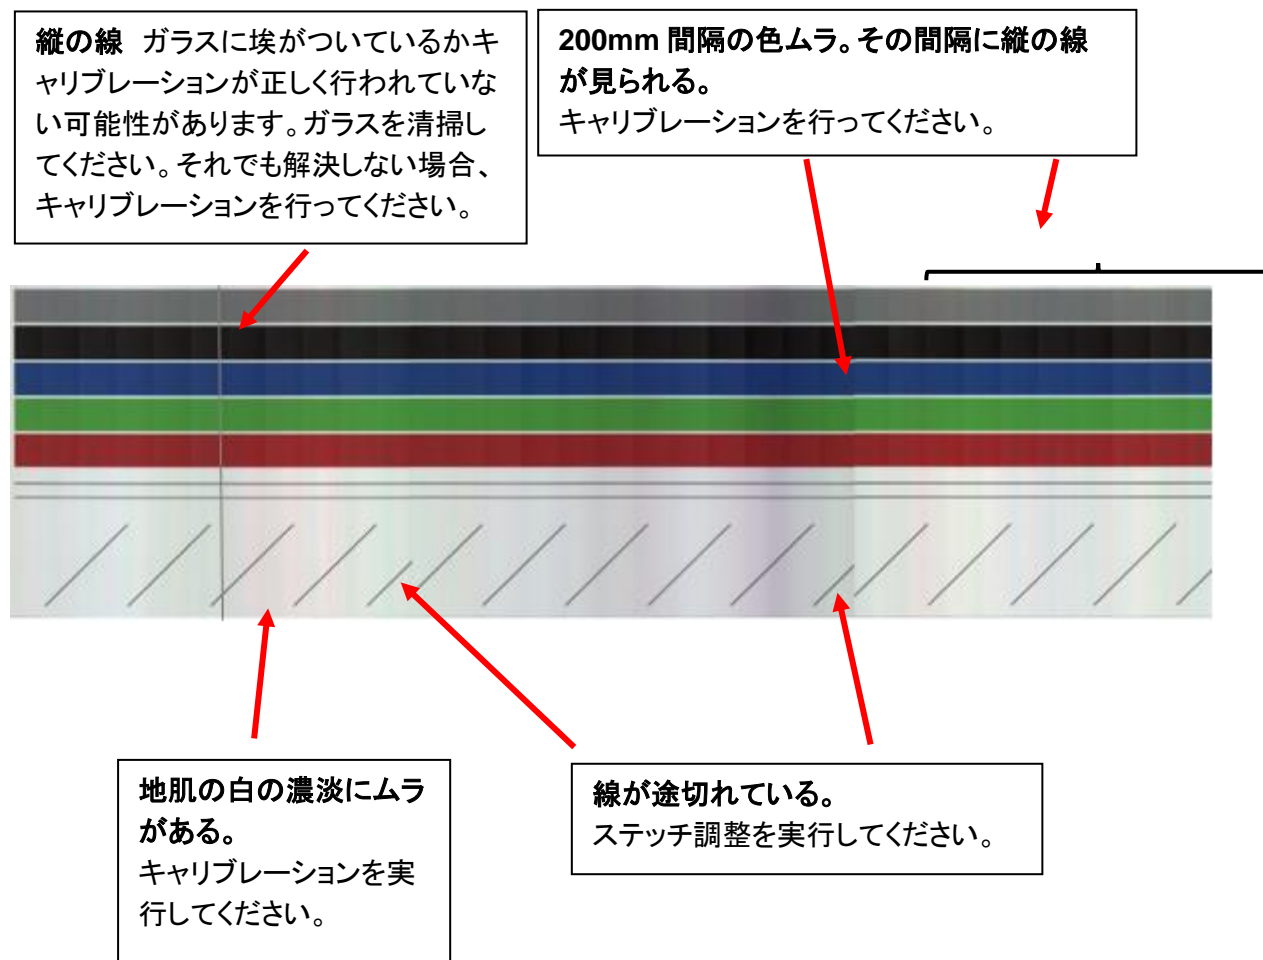 縦の線 ガラスに埃がついているかキ
ャリブレーションが正しく行われていな
い可能性があります。ガラスを清掃し
てください。それでも解決しない場合、
キャリブレーションを行ってください。
200mm 間隔の色ムラ。その間隔に縦の線
が見られる。
キャリブレーションを行ってください。
地肌の白の濃淡にムラ
がある。
キャリブレーションを実
行してください。
線が途切れている。
ステッチ調整を実行してください。